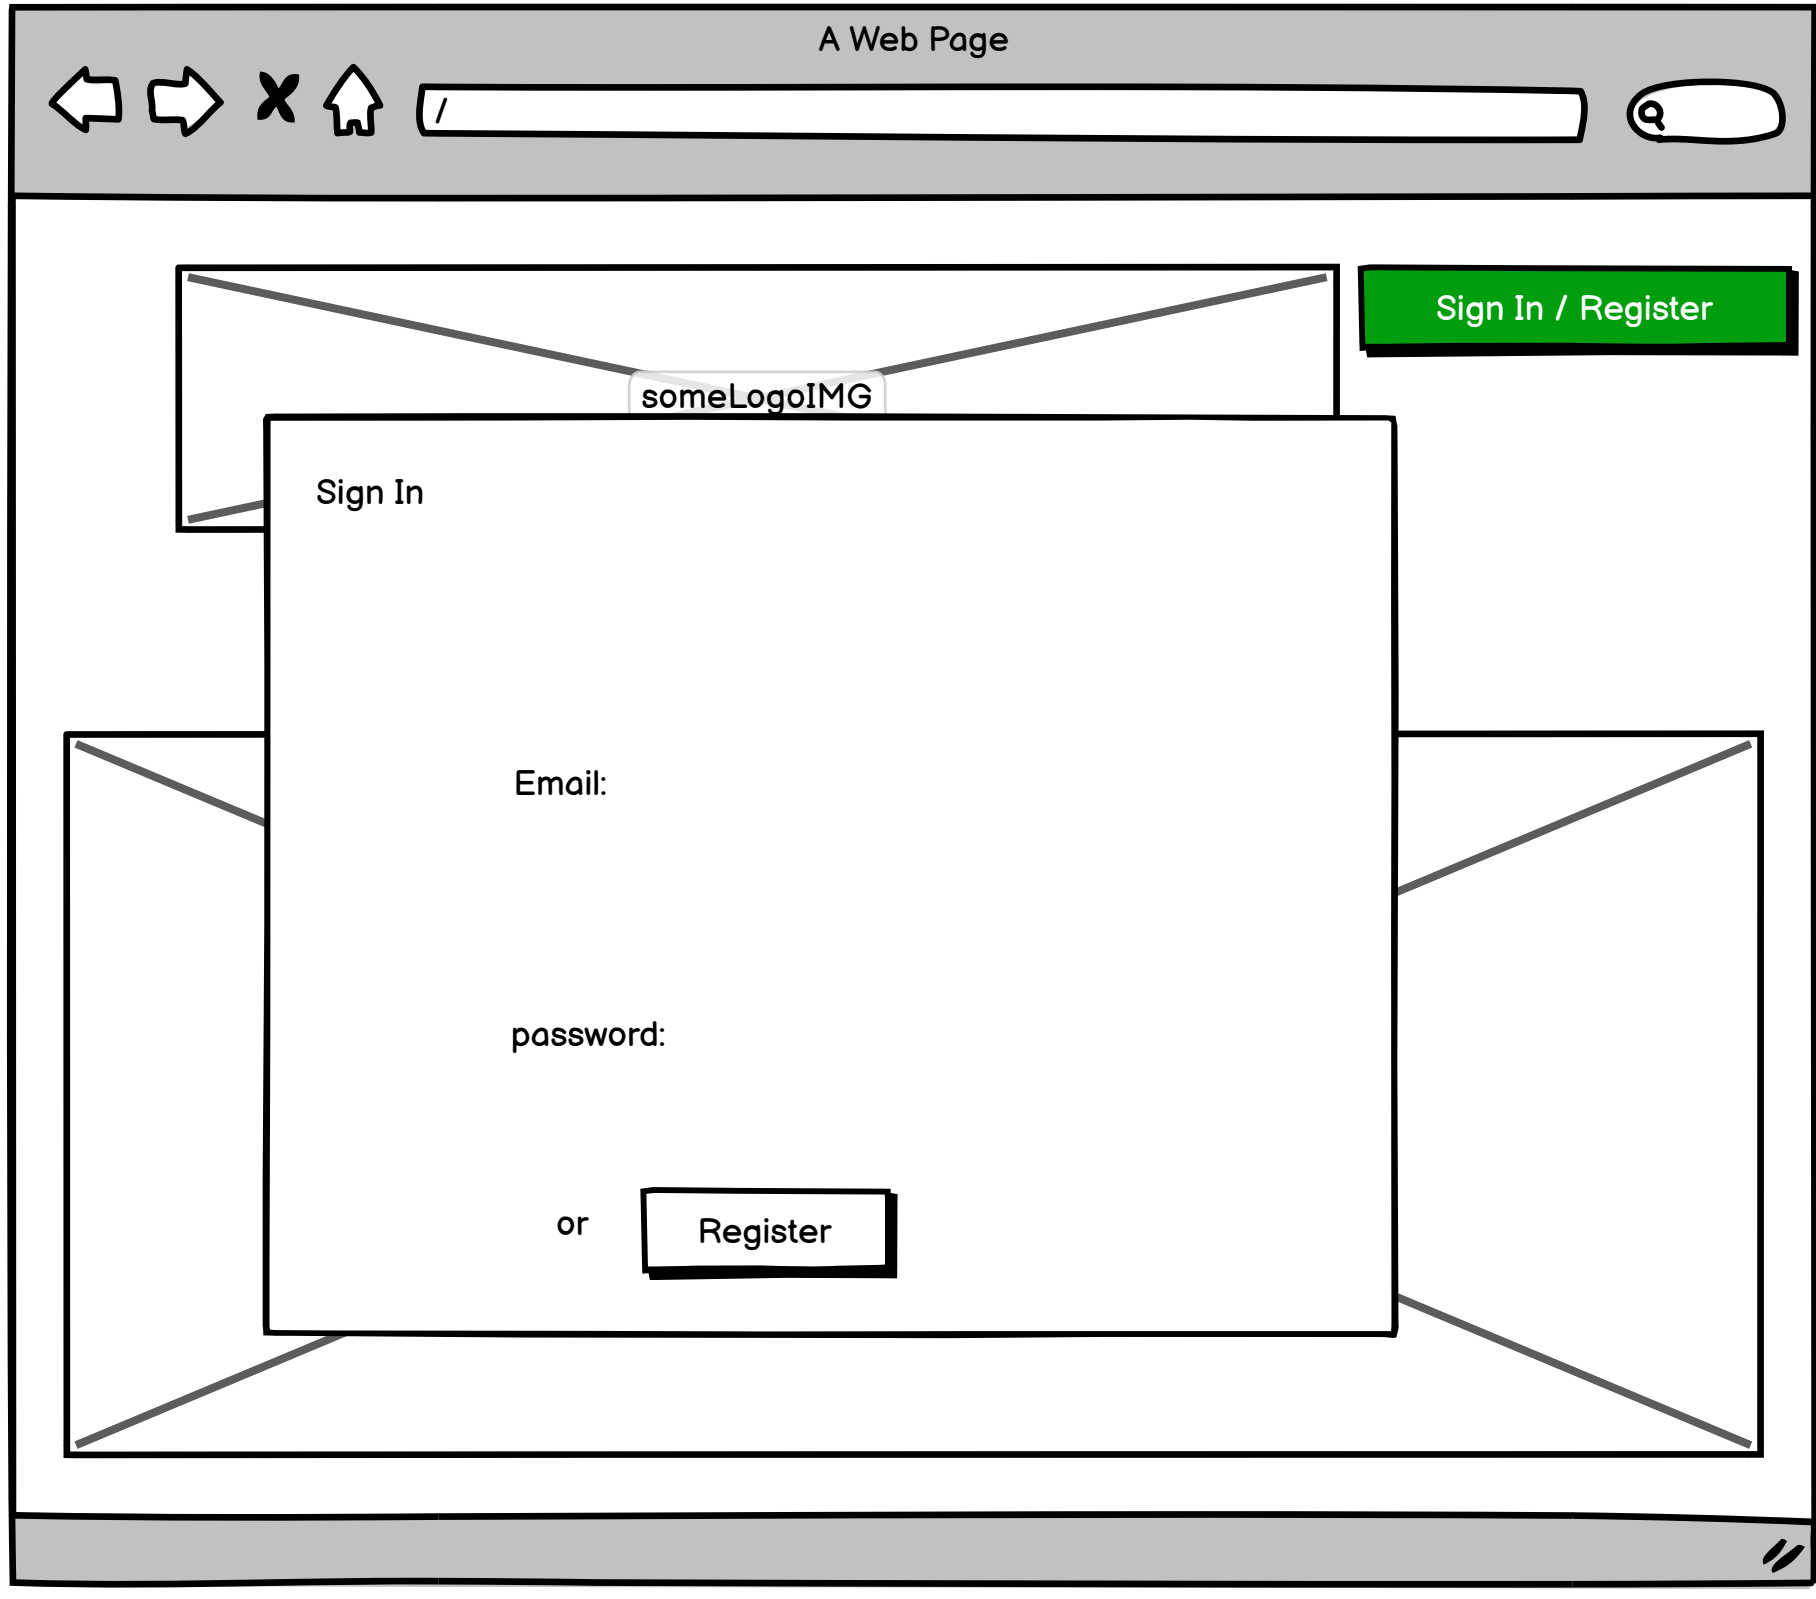 A Web Page
/
Sign In / Register
someLogoIMG
Sign In
Email:
password:
or
Register